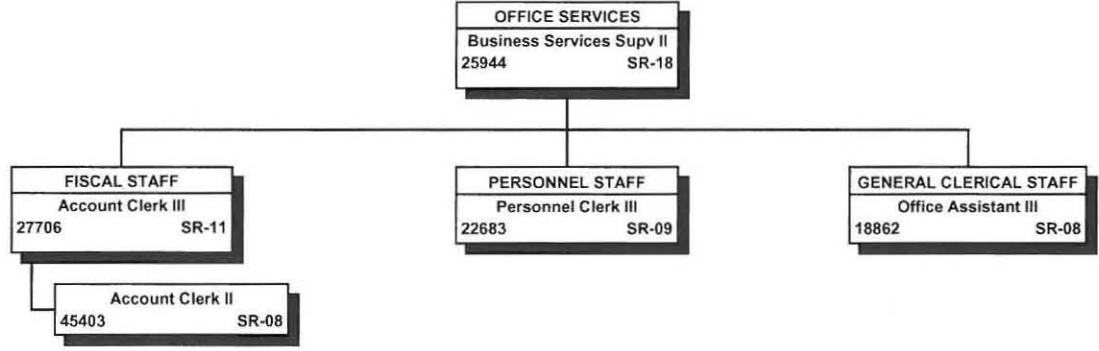 OFFICE SERVICES
Business Services Supv II
25944 SR-18
FISCAL STAFF
Account Clerk III
27706 SR-11
Account Clerk II
45403 SR-08
PERSONNEL STAFF
Personnel Clerk III
22683 SR-09
GENERAL CLERICAL STAFF
Office Assistant III
18862 SR-08